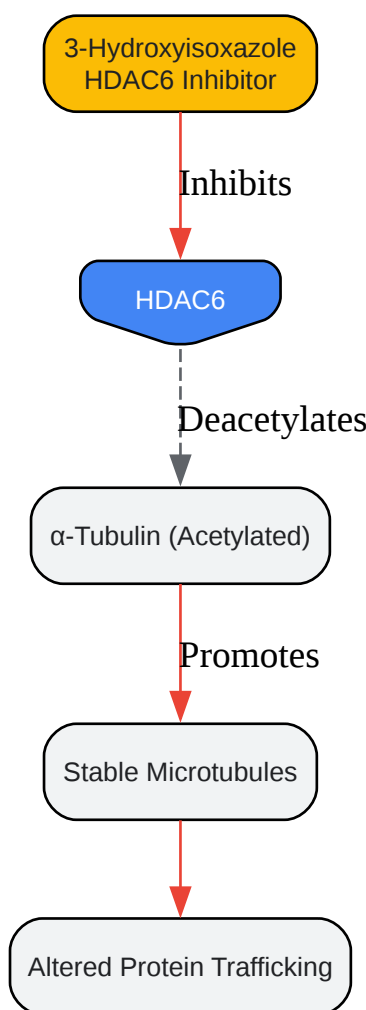 3-Hydroxyisoxazole
HDAC6 Inhibitor
Inhibits
HDAC6
Deacetylates
α-Tubulin (Acetylated)
Promotes
Stable Microtubules
Altered Protein Trafficking